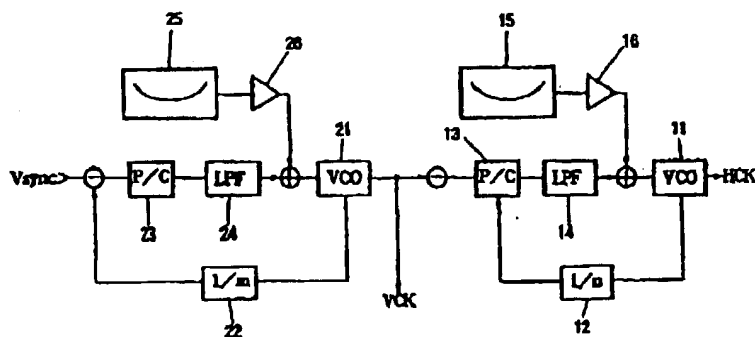 25
26
15
16
21
13
11
Vsync
P/C
LPF
VCO
P/C
LPF
VCO
HCK
23
24
14
1/m
VCK
1/n
22
12